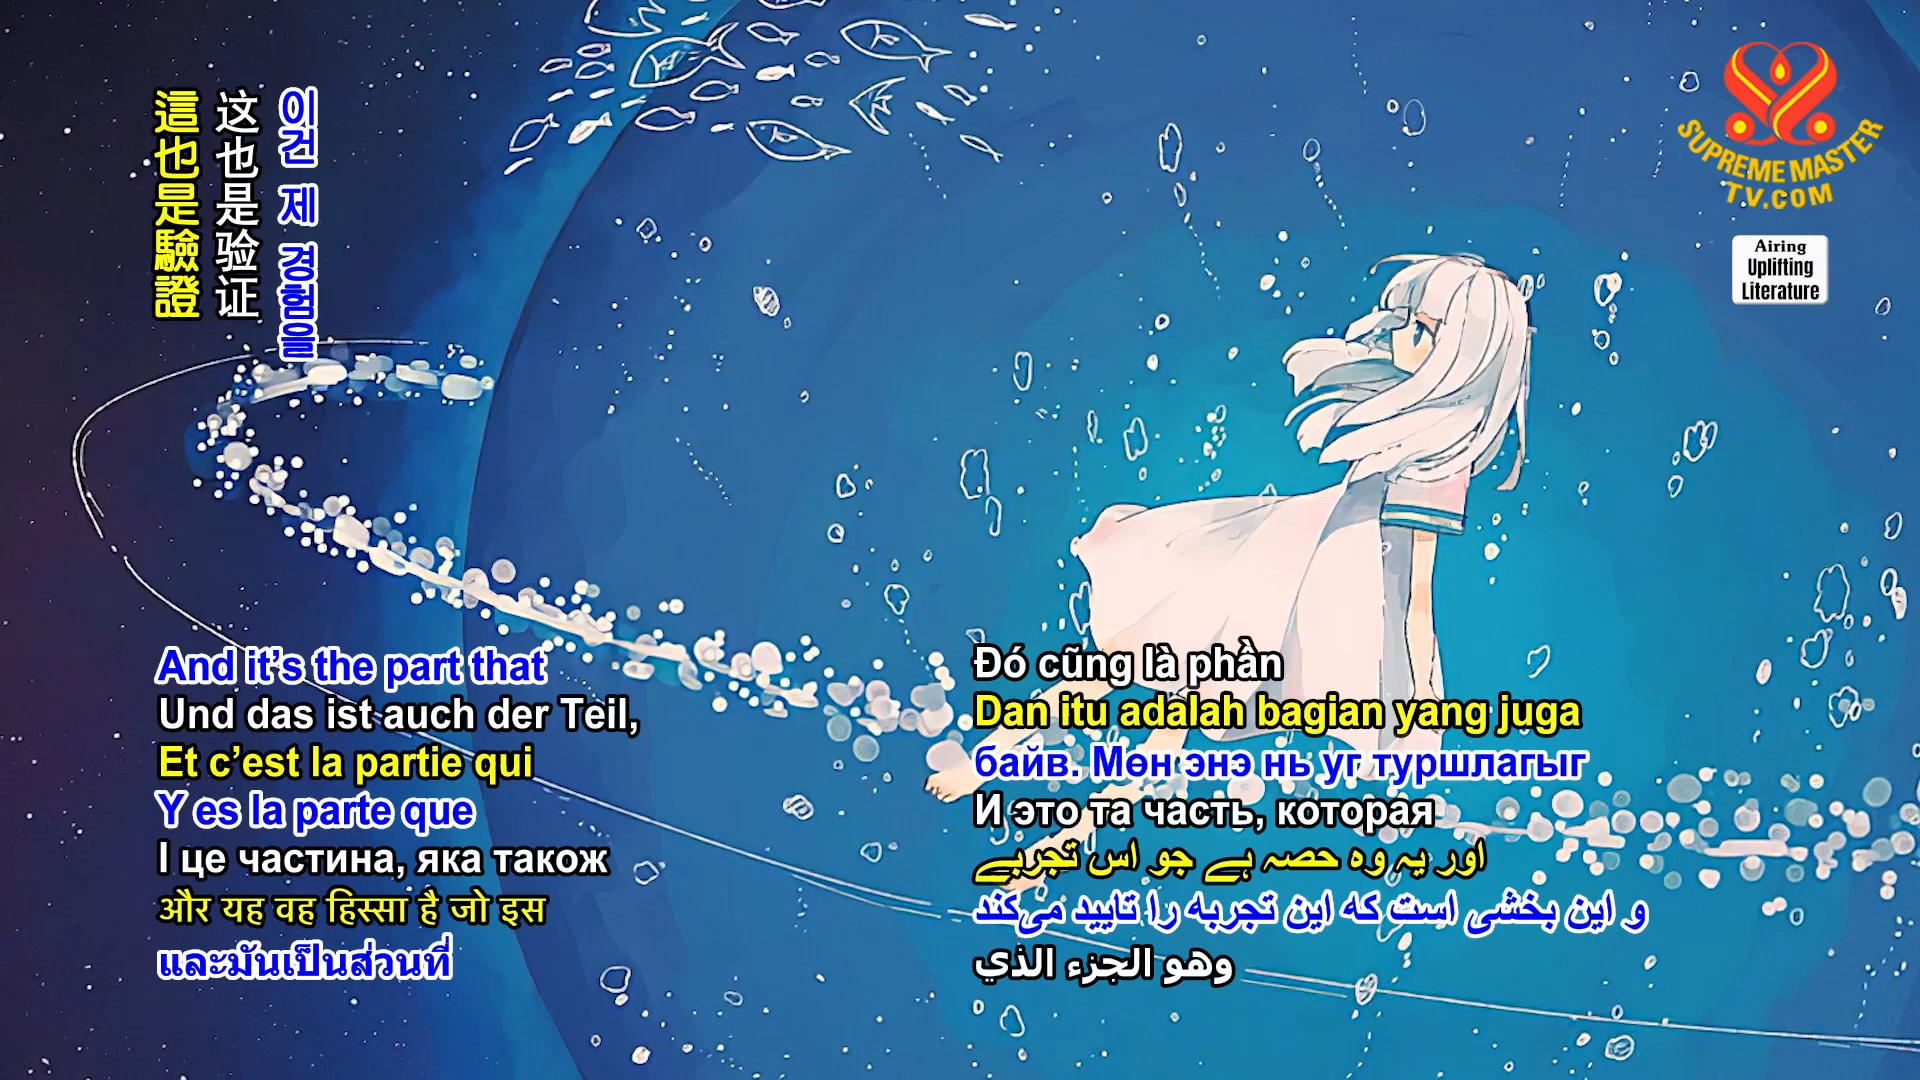 這也是驗證
这也是验证
이건 제 경험을
SUPREME MASTER
TV.COM
Airing
Uplifting
Literature
And it’s the part that
Und das ist auch der Teil,
Et c’est la partie qui
Y es la parte que
І це частина, яка також
और यह वह हिस्सा है जो इस
และมันเป็นส่วนที่
Đó cũng là phần
Dan itu adalah bagian yang juga
байв. Мөн энэ нь уг туршлагыг
И это та часть, которая
اور یہ وہ حصہ ہے جو اس تجربے
و این بخشی است که این تجربه را تایید می‌کند
وهو الجزء الذي